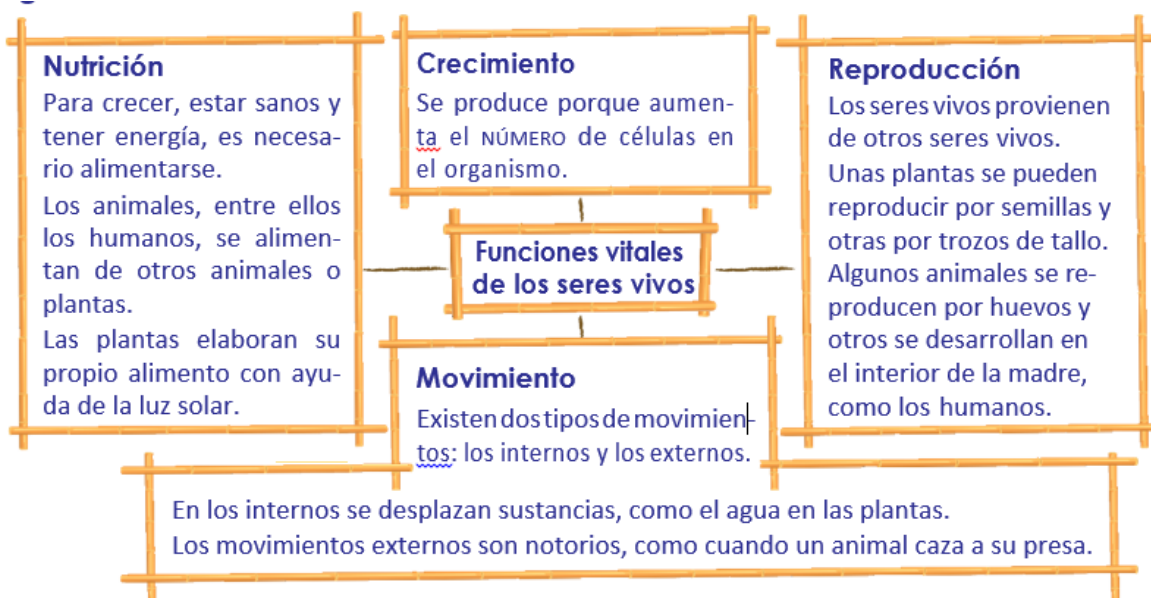 Nutrición
Para crecer, estar sanos y
tener energía, es necesa-
rio alimentarse.
Los animales, entre ellos
los humanos, se alimen-
tan de otros animales o
plantas.
Las plantas elaboran su
propio alimento con ayu-
da de la luz solar.
Crecimiento
Se produce porque aumen-
ta el NÚMERO de células en
el organismo.
Reproducción
Los seres vivos provienen
de otros seres vivos.
Unas plantas se pueden
reproducir por semillas y
otras por trozos de tallo.
Algunos animales se re-
producen por huevos y
otros se desarrollan en
el interior de la madre,
como los humanos.
Funciones vitales
de los seres vivos
Movimiento
Existen dos tipos de movimien-
tos: los internos y los externos.
En los internos se desplazan sustancias, como el agua en las plantas.
Los movimientos externos son notorios, como cuando un animal caza a su presa.